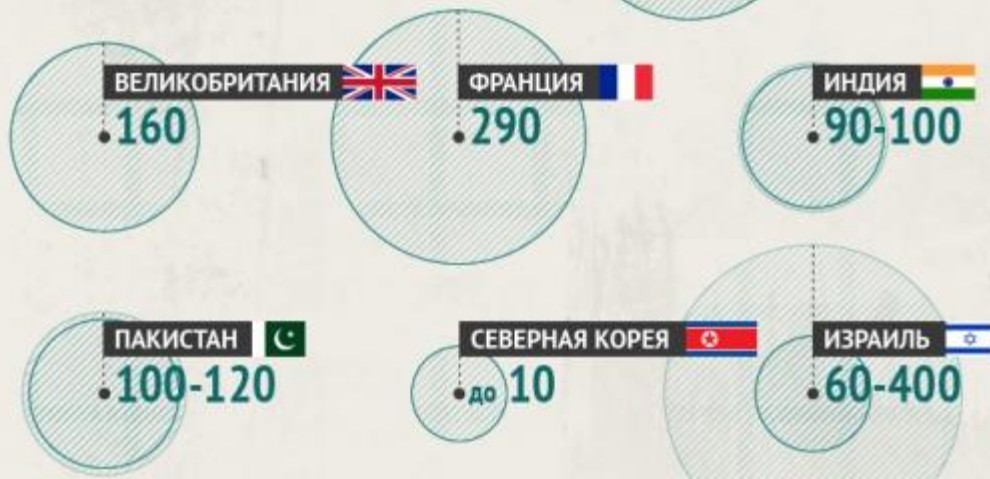 ВЕЛИКОБРИТАНИЯ
160
ФРАНЦИЯ
290
ИНДИЯ
90-100
ПАКИСТАН
100-120
СЕВЕРНАЯ КОРЕЯ
до 10
ИЗРАИЛЬ
60-400